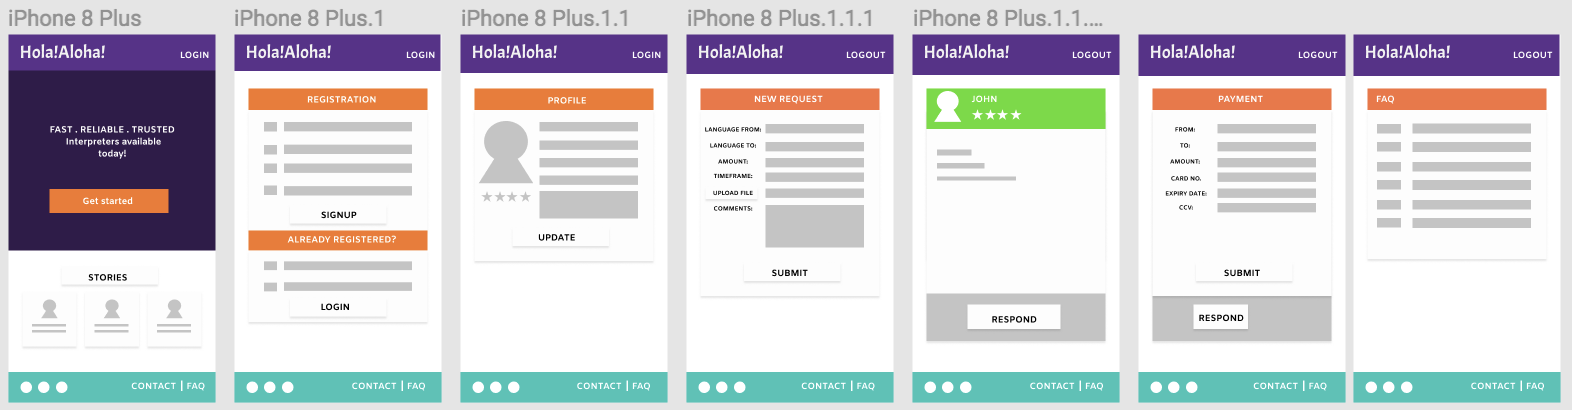 iPhone 8 Plus
Hola!Aloha!
LOGIN
FAST . RELIABLE . TRUSTED
Interpreters available
today!
Get started
STORIES
CONTACT | FAQ
iPhone 8 Plus.1
Hola!Aloha!
LOGIN
REGISTRATION
SIGNUP
ALREADY REGISTERED?
LOGIN
CONTACT | FAQ
iPhone 8 Plus.1.1
Hola!Aloha!
LOGIN
PROFILE
UPDATE
CONTACT | FAQ
iPhone 8 Plus.1.1.1
Hola!Aloha!
LOGOUT
NEW REQUEST
LANGUAGE FROM:
LANGUAGE TO:
AMOUNT:
TIMEFRAME:
UPLOAD FILE
COMMENTS:
SUBMIT
CONTACT | FAQ
iPhone 8 Plus.1.1....
Hola!Aloha!
LOGOUT
JOHN
RESPOND
CONTACT | FAQ
Hola!Aloha!
LOGOUT
PAYMENT
FROM:
TO:
AMOUNT:
CARD NO.
EXPIRY DATE:
CCV:
SUBMIT
RESPOND
CONTACT | FAQ
Hola!Aloha!
LOGOUT
FAQ
CONTACT | FAQ